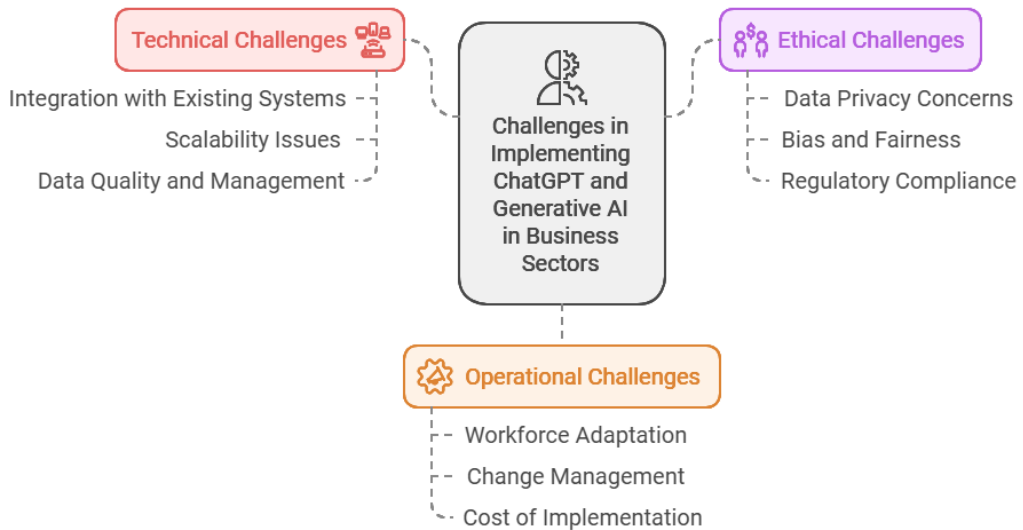 Technical Challenges
Integration with Existing Systems
Scalability Issues
Data Quality and Management
Challenges in
Implementing
ChatGPT and
Generative AI
in Business
Sectors
Ethical Challenges
Data Privacy Concerns
Bias and Fairness
Regulatory Compliance
Operational Challenges
Workforce Adaptation
Change Management
Cost of Implementation